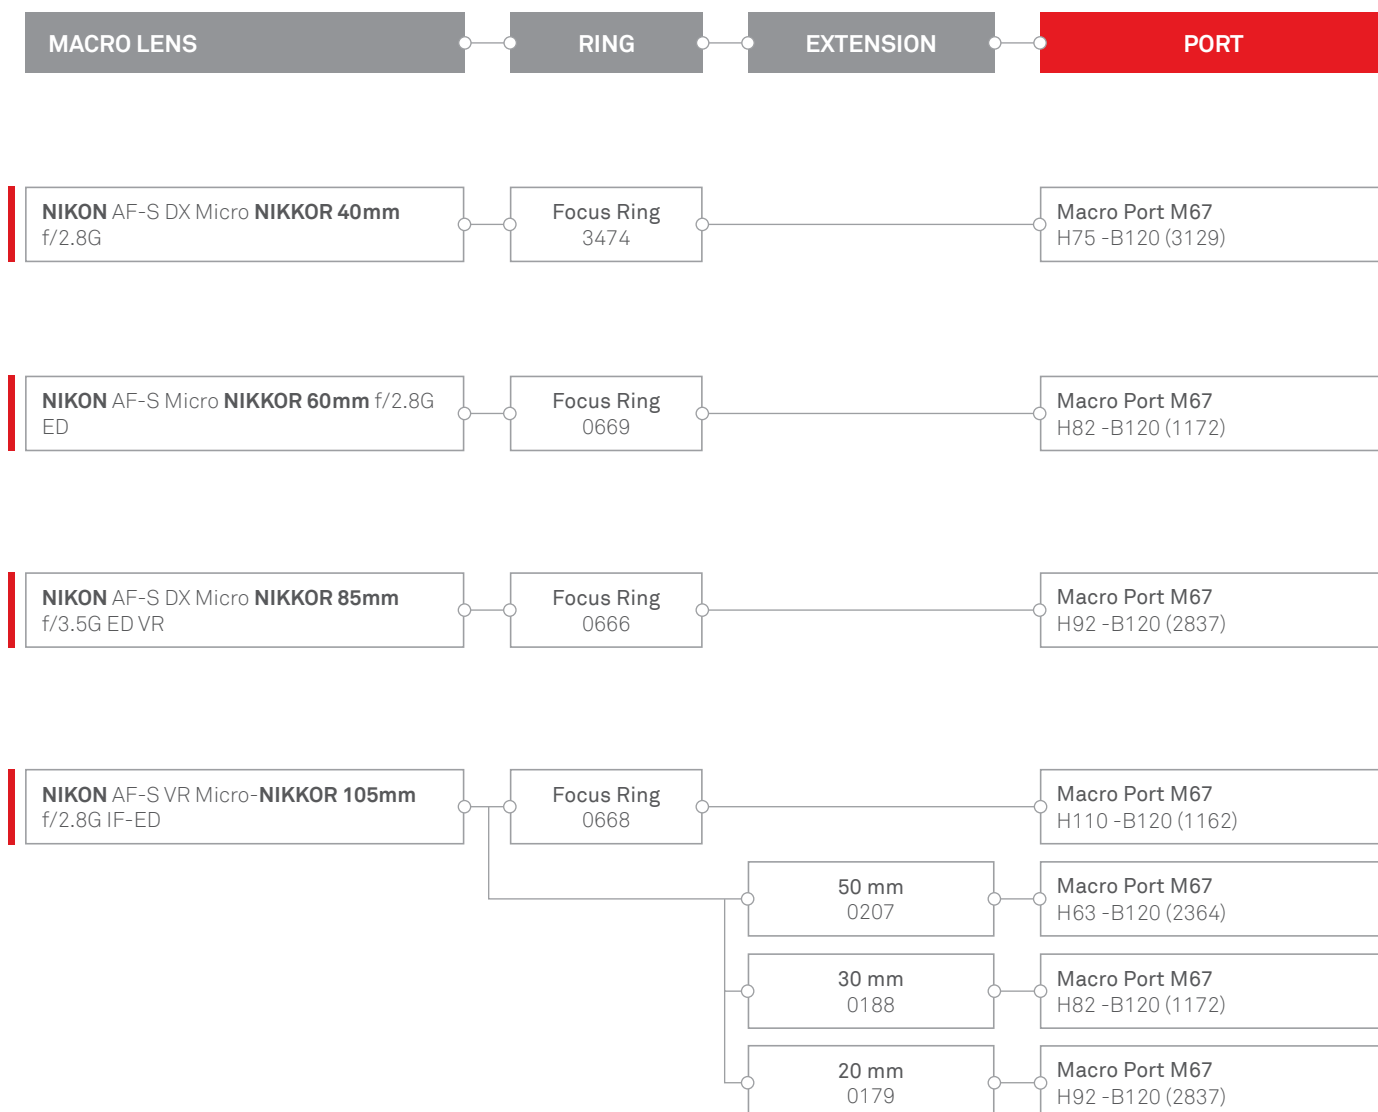 MACRO LENS
RING
EXTENSION
PORT
NIKON AF-S DX Micro NIKKOR 40mm
f/2.8G
Focus Ring
3474
Macro Port M67
H75 -B120 (3129)
NIKON AF-S Micro NIKKOR 60mm f/2.8G
ED
Focus Ring
0669
Macro Port M67
H82 -B120 (1172)
NIKON AF-S DX Micro NIKKOR 85mm
f/3.5G ED VR
Focus Ring
0666
Macro Port M67
H92 -B120 (2837)
NIKON AF-S VR Micro-NIKKOR 105mm
f/2.8G IF-ED
Focus Ring
0668
Macro Port M67
H110 -B120 (1162)
50 mm
0207
Macro Port M67
H63 -B120 (2364)
30 mm
0188
Macro Port M67
H82 -B120 (1172)
20 mm
0179
Macro Port M67
H92 -B120 (2837)